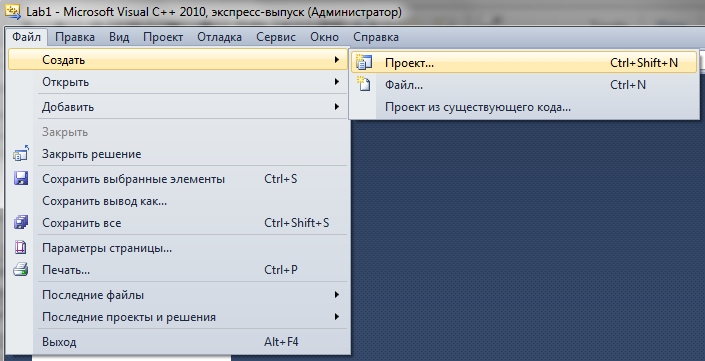 Lab1 - Microsoft Visual C++ 2010, экспресс-выпуск (Администратор)
Файл Правка Вид Проект Отладка Сервис Окно Справка
Создать
Проект... Ctrl+Shift+N
Открыть
Файл... Ctrl+N
Добавить
Проект из существующего кода...
Закрыть
Закрыть решение
Сохранить выбранные элементы Ctrl+S
Сохранить вывод как...
Сохранить все Ctrl+Shift+S
Параметры страницы...
Печать... Ctrl+P
Последние файлы
Последние проекты и решения
Выход Alt+F4